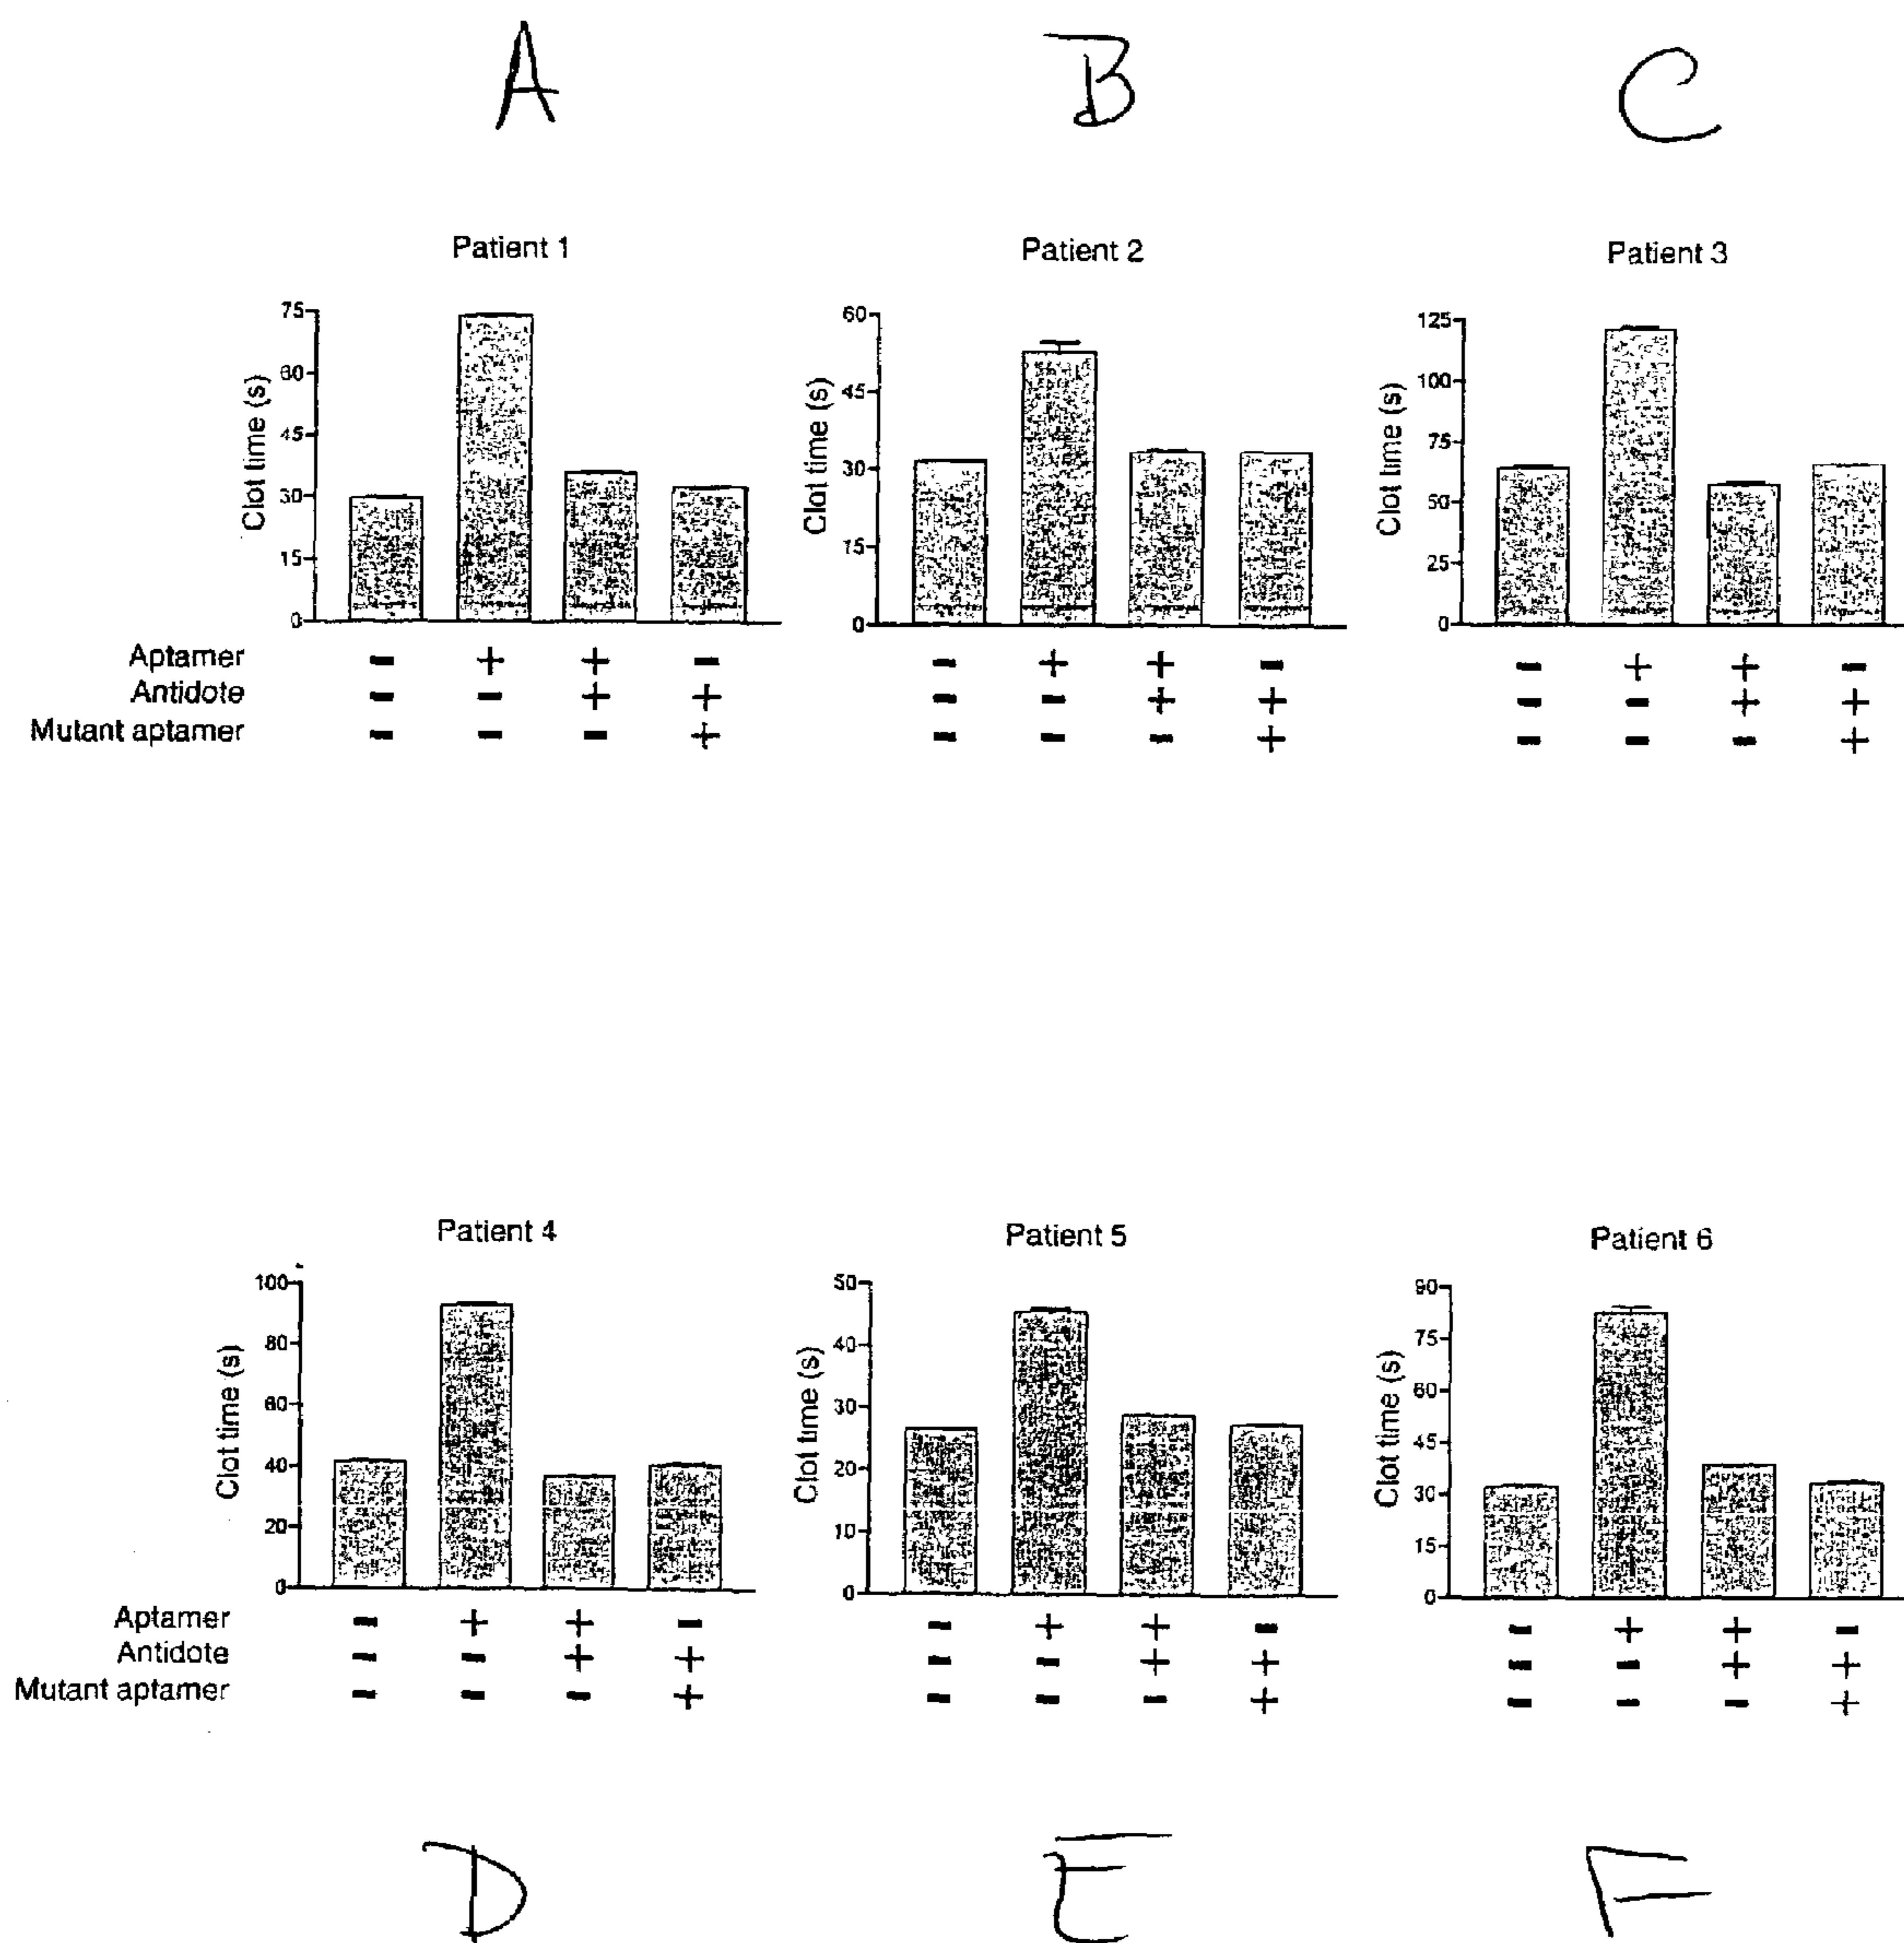 A B C
Patient 1 Patient 2 Patient 3
Clot time (s) Clot time (s) Clot time (s)
75 60 125
60 45 100
45 30 75
30 15 50
15 0 25
0 0
Aptamer - + + - - + + - - + + -
Antidote - - + + - - + + - - + +
Mutant aptamer - - - + - - - + - - - +
Patient 4 Patient 5 Patient 6
Clot time (s) Clot time (s) Clot time (s)
100 50 90
80 40 75
60 30 60
40 20 45
20 10 30
0 0 15
0
Aptamer - + + - - + + - - + + -
Antidote - - + + - - + + - - + +
Mutant aptamer - - - + - - - + - - - +
D E F